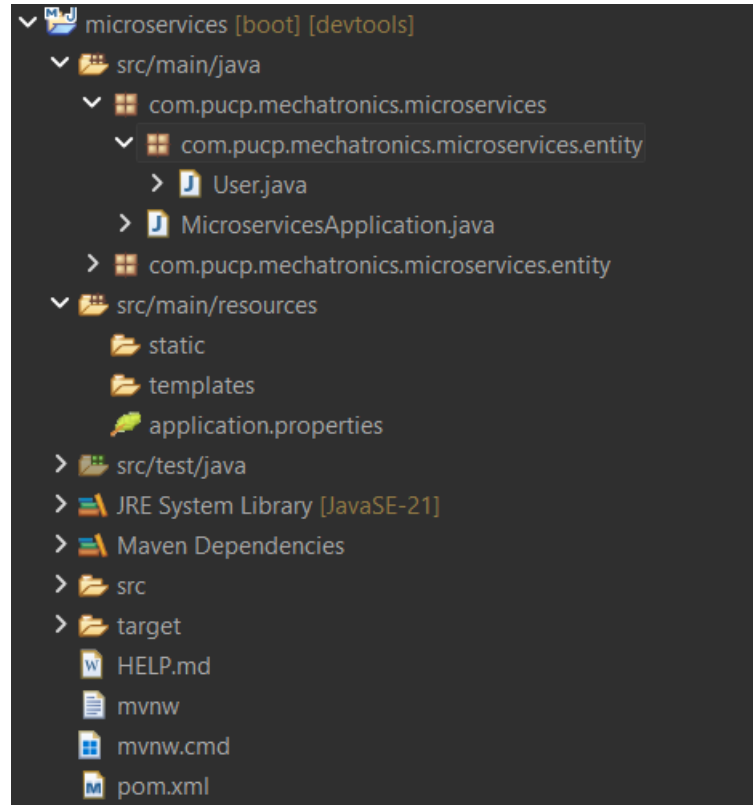 microservices [boot] [devtools]
src/main/java
com.pucp.mechatronics.microservices
com.pucp.mechatronics.microservices.entity
User.java
MicroservicesApplication.java
com.pucp.mechatronics.microservices.entity
src/main/resources
static
templates
application.properties
src/test/java
JRE System Library [JavaSE-21]
Maven Dependencies
src
target
HELP.md
mvnw
mvnw.cmd
pom.xml